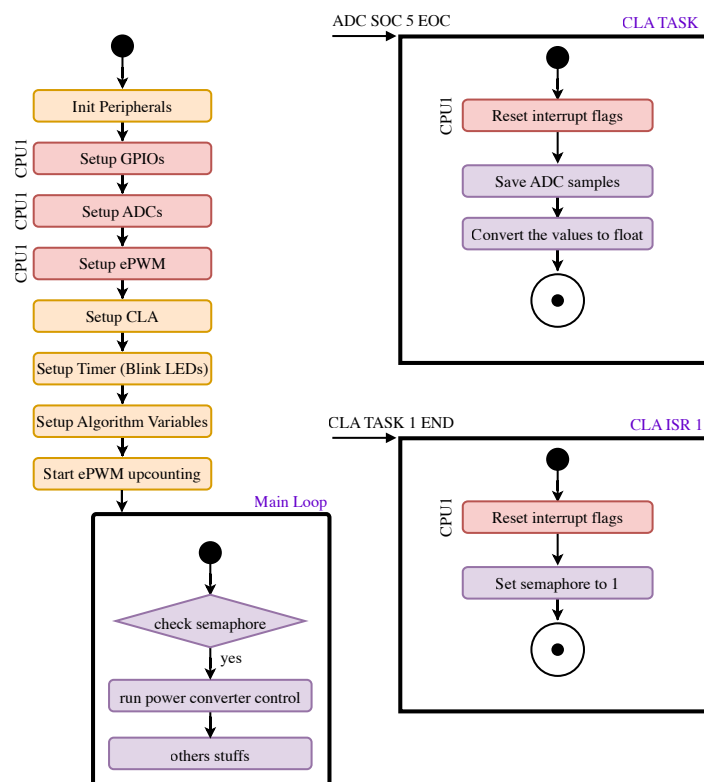 Init Peripherals
CPU1
Setup GPIOs
CPU1
Setup ADCs
CPU1
Setup ePWM
Setup CLA
Setup Timer (Blink LEDs)
Setup Algorithm Variables
Start ePWM upcounting
Main Loop
check semaphore
yes
run power converter control
others stuffs
ADC SOC 5 EOC
CLA TASK 1
CPU1
Reset interrupt flags
Save ADC samples
Convert the values to float
CLA TASK 1 END
CLA ISR 1
CPU1
Reset interrupt flags
Set semaphore to 1